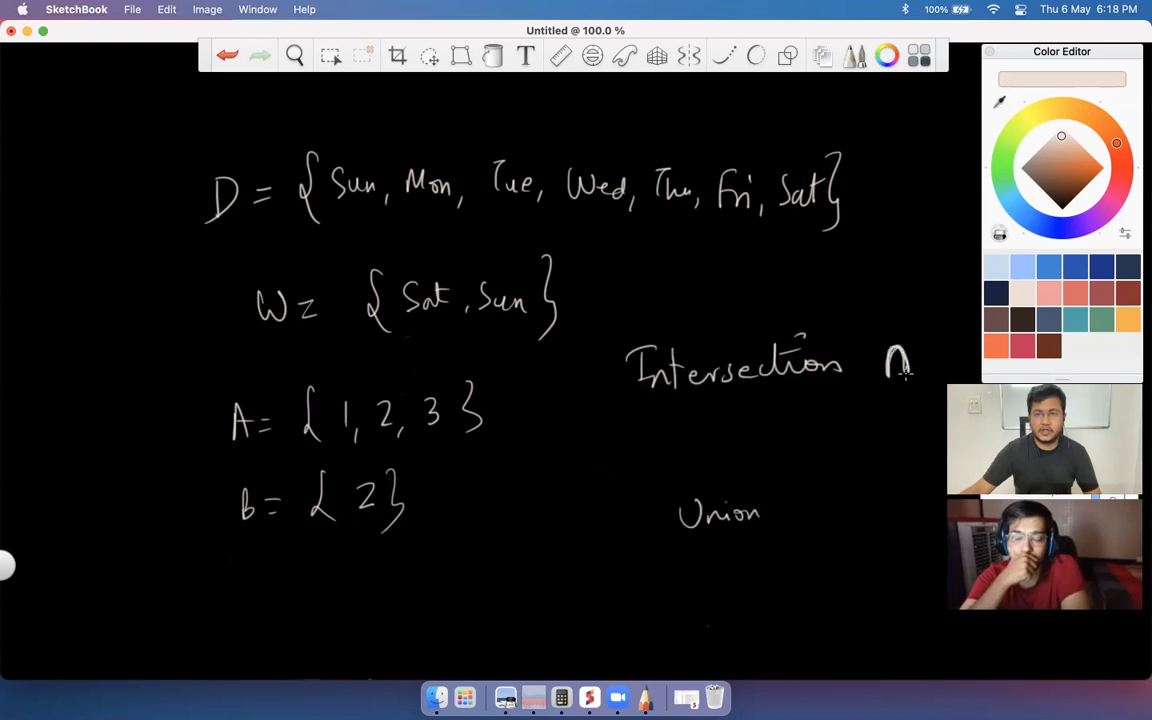 SketchBook File Edit Image Window Help 100% Thu 6 May 6:18 PM
Untitled @ 100.0 %
Color Editor
D = { Sun, Mon, Tue, Wed, Thu, Fri, Sat }
W = { Sat, Sun }
Intersection ∩
A = { 1, 2, 3 }
B = { 2 }
Union